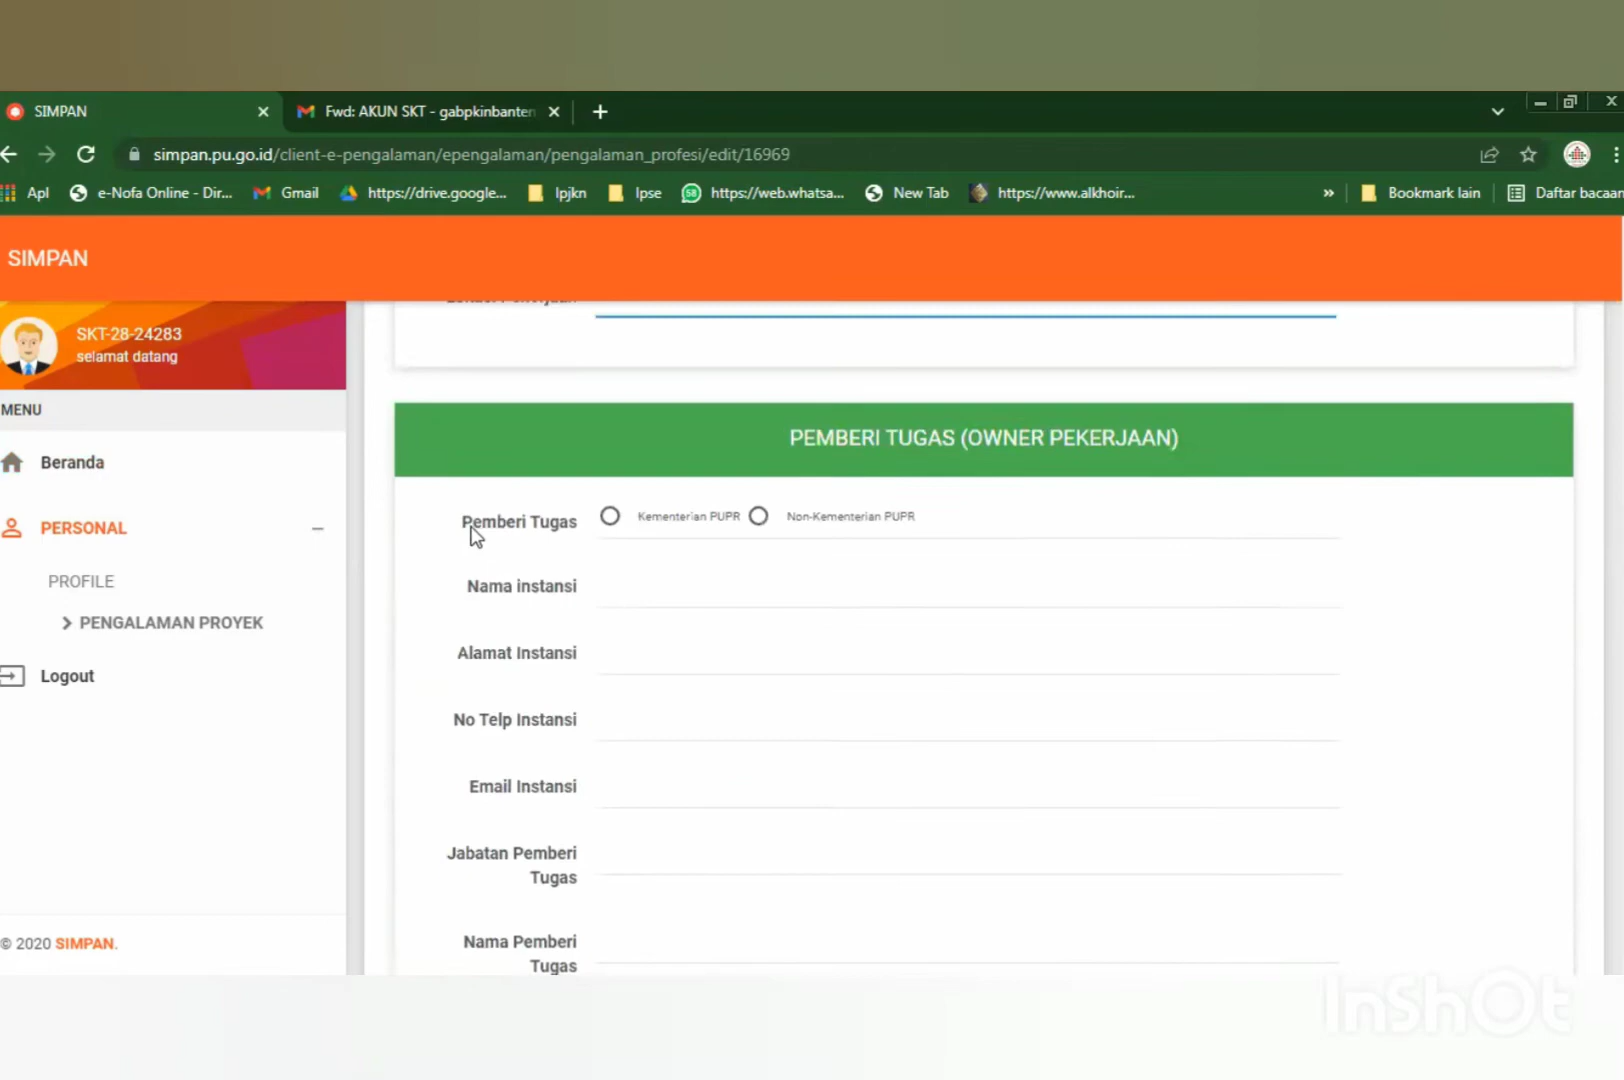 SIMPAN
Fwd: AKUN SKT - gabpkinbanten
simpan.pu.go.id/client-e-pengalaman/epengalaman/pengalaman_profesi/edit/16969
Apl
e-Nofa Online - Dir...
Gmail
https://drive.google...
lpjkn
lpse
58
https://web.whatsa...
New Tab
https://www.alkhoir...
»
Bookmark lain
Daftar bacaan
SIMPAN
SKT-28-24283
selamat datang
MENU
Beranda
PERSONAL
PROFILE
PENGALAMAN PROYEK
Logout
© 2020 SIMPAN.
PEMBERI TUGAS (OWNER PEKERJAAN)
Pemberi Tugas
Kementerian PUPR
Non-Kementerian PUPR
Nama instansi
Alamat Instansi
No Telp Instansi
Email Instansi
Jabatan Pemberi
Tugas
Nama Pemberi
Tugas
InShOt